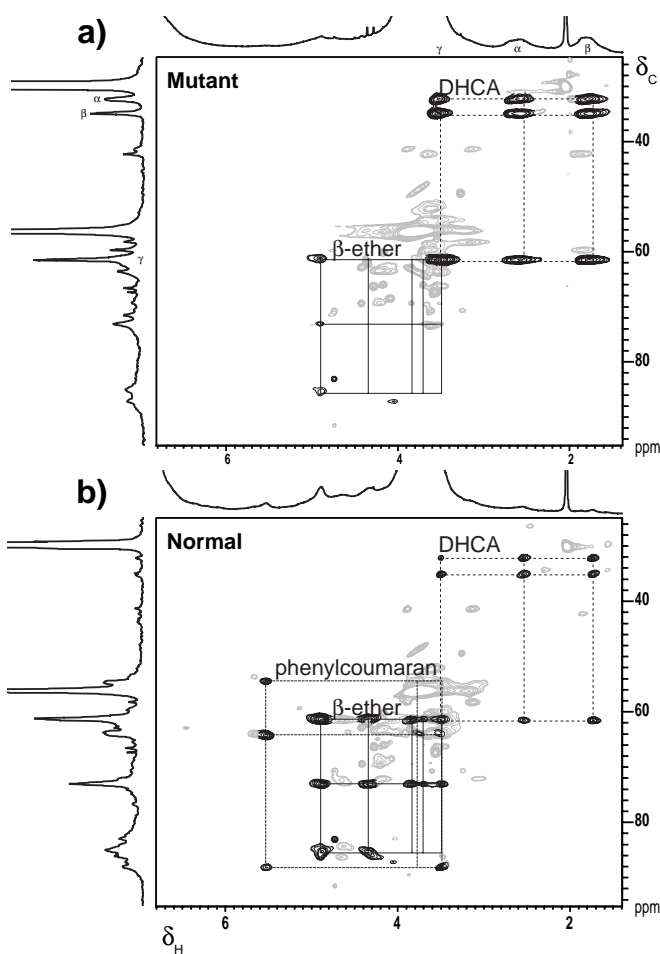 a)
γ α β
δC
Mutant
DHCA
α
β
40
β-ether
γ
60
80
ppm
6 4 2
b)
Normal
DHCA
40
phenylcoumaran
β-ether
60
80
ppm
6 4 2
δH